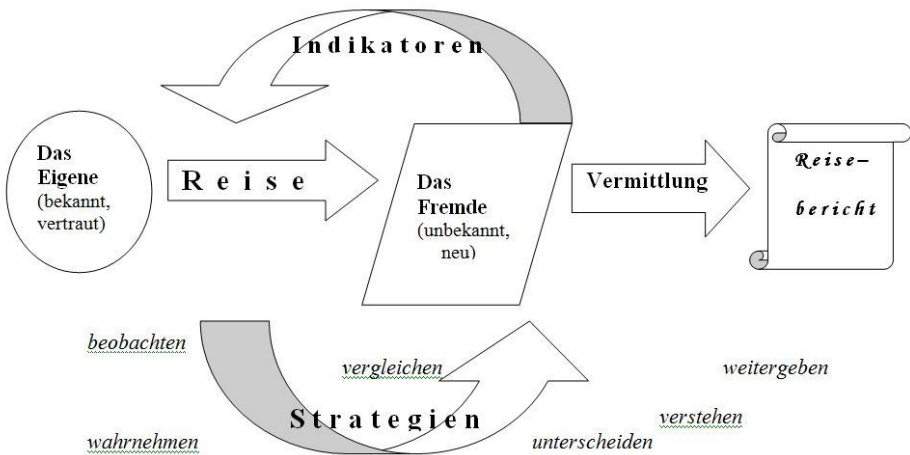 Indikatoren
Das
Eigene
(bekannt,
vertraut)
Reise
Das
Fremde
(unbekannt,
neu)
Vermittlung
Reise–
bericht
beobachten
vergleichen
weitergeben
Strategien
verstehen
wahrnehmen
unterscheiden